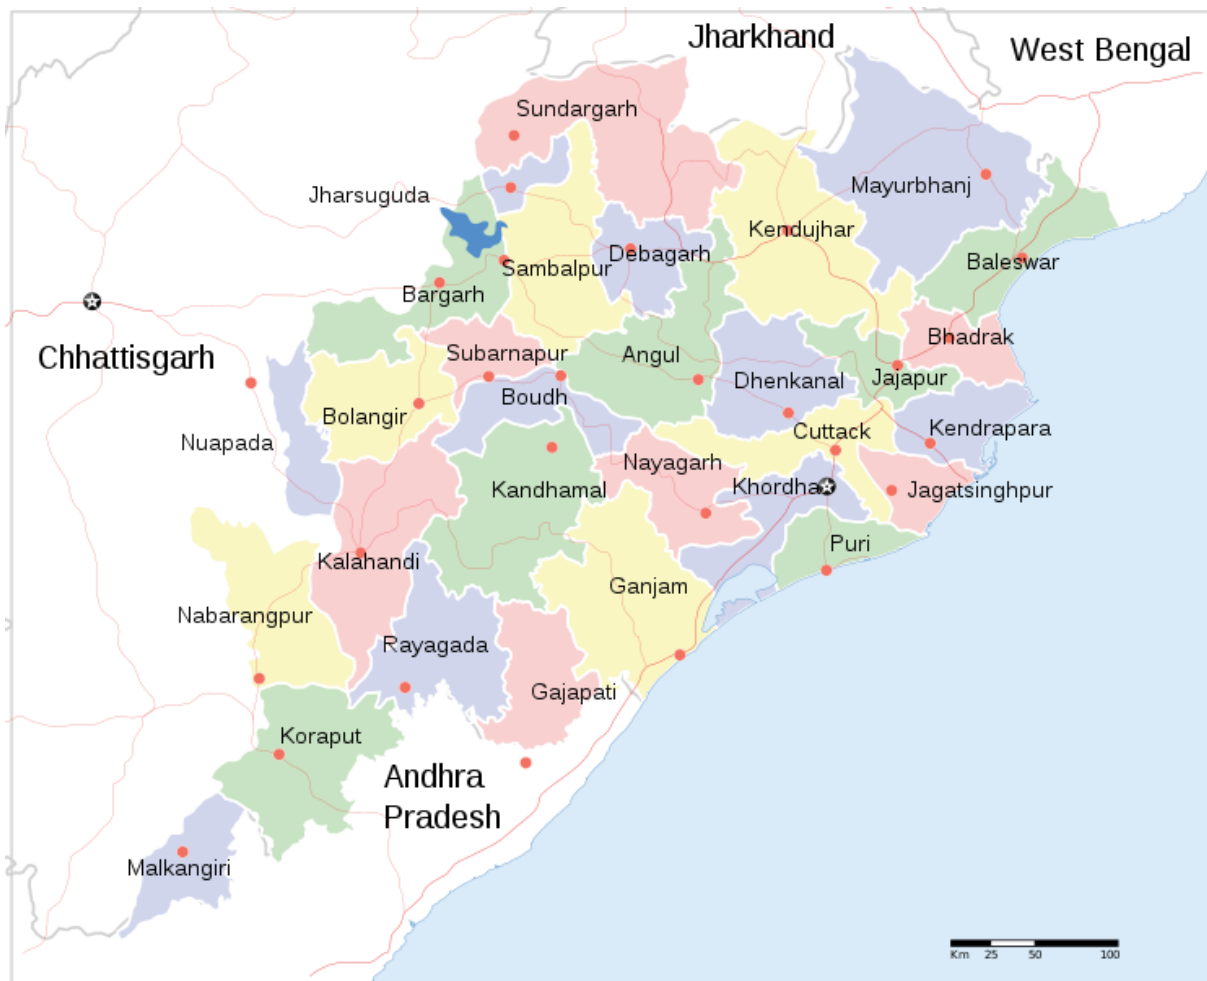 Jharkhand
West Bengal
Sundargarh
Jharsuguda
Mayurbhanj
Kendujhar
Debagarh
Sambalpur
Baleswar
Bargarh
Chhattisgarh
Subarnapur
Angul
Bhadrak
Dhenkanal
Jajapur
Boudh
Bolangir
Nuapada
Cuttack
Kendrapara
Nayagarh
Kandhamal
Khordha
Jagatsinghpur
Puri
Kalahandi
Ganjam
Nabarangpur
Rayagada
Gajapati
Koraput
Andhra
Pradesh
Malkangiri
Km 25 50 100